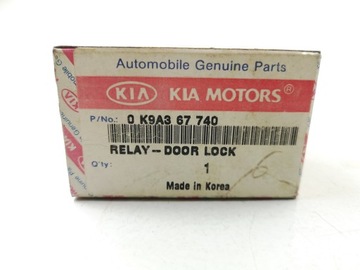 Automobile Genuine Parts
KIA KIA MOTORS®
P/No.: 0 K9A3 67 740
RELAY-DOOR LOCK
Q'ty: 1
Made in Korea